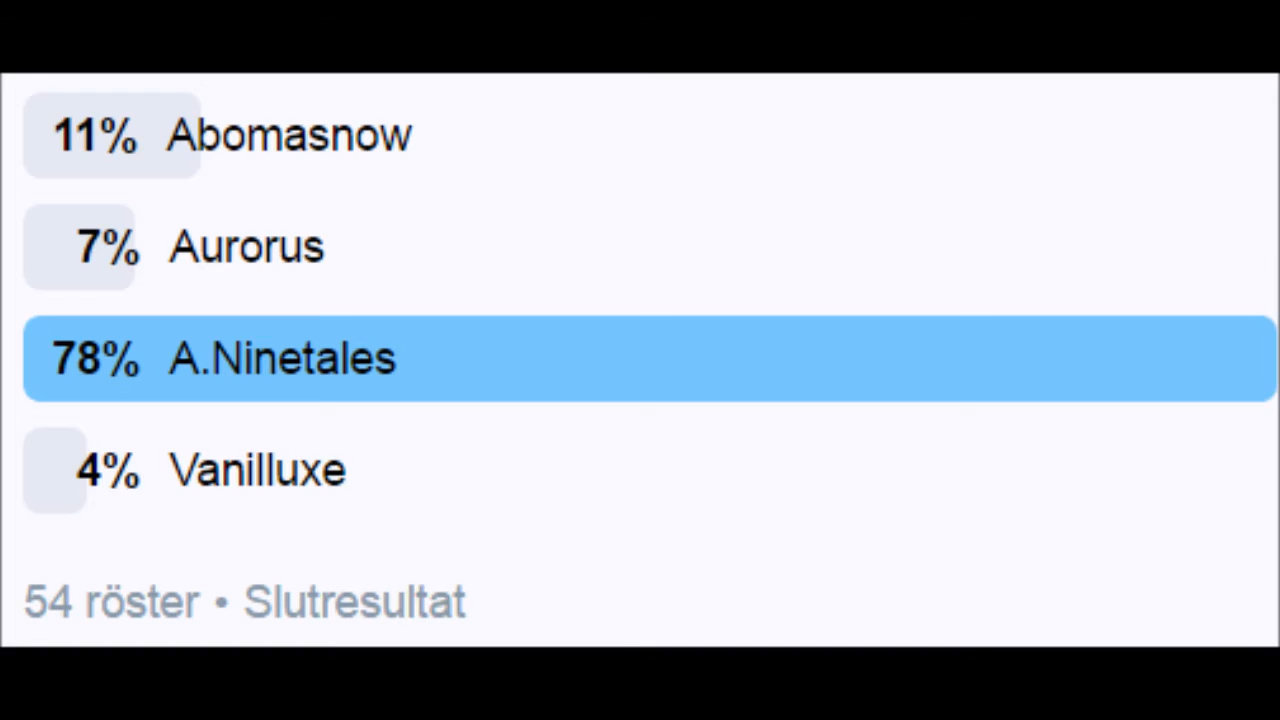 11% Abomasnow
7% Aurorus
78% A.Ninetales
4% Vanilluxe
54 röster • Slutresultat